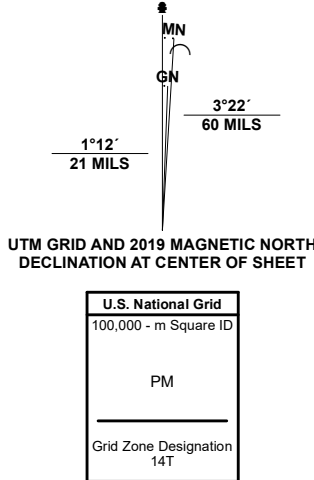 MN
GN
3°22´
60 MILS
1°12´
21 MILS
UTM GRID AND 2019 MAGNETIC NORTH
DECLINATION AT CENTER OF SHEET
U.S. National Grid
100,000 - m Square ID
PM
Grid Zone Designation
14T